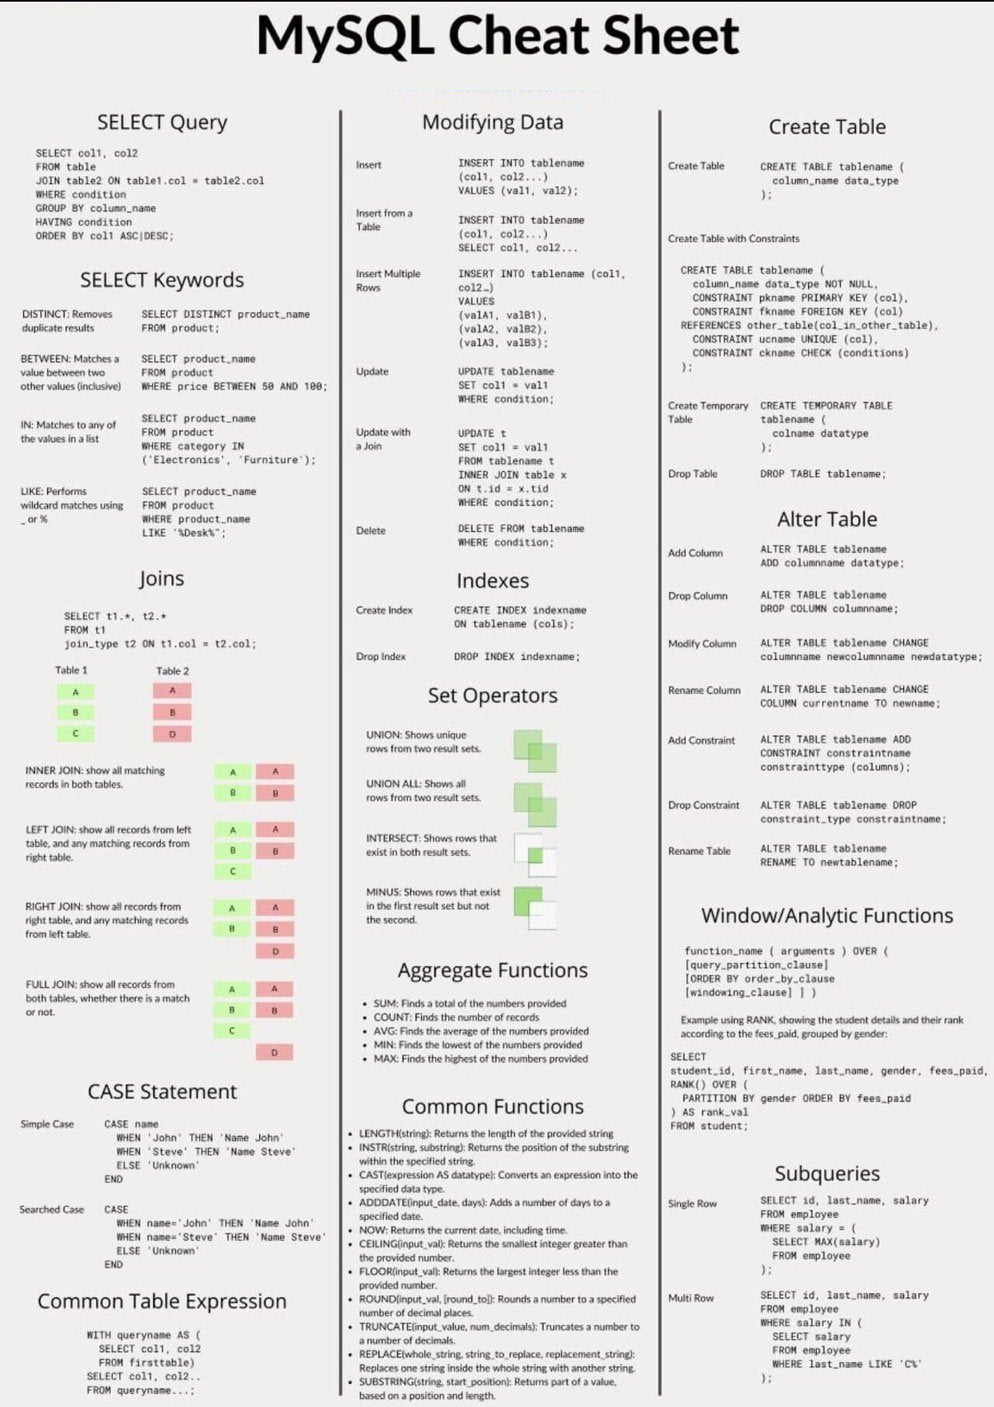 MySQL Cheat Sheet
SELECT Query
SELECT col1, col2
FROM table
JOIN table2 ON table1.col = table2.col
WHERE condition
GROUP BY column_name
HAVING condition
ORDER BY col1 ASC|DESC;
SELECT Keywords
DISTINCT: Removes
duplicate results
SELECT DISTINCT product_name
FROM product;
BETWEEN: Matches a
value between two
other values (inclusive)
SELECT product_name
FROM product
WHERE price BETWEEN 50 AND 100;
IN: Matches to any of
the values in a list
SELECT product_name
FROM product
WHERE category IN
('Electronics', 'Furniture');
LIKE: Performs
wildcard matches using
_ or %
SELECT product_name
FROM product
WHERE product_name
LIKE '%Desk%";
Joins
SELECT t1.*, t2.*
FROM t1
join_type t2 ON t1.col = t2.col;
Table 1
Table 2
A
A
B
B
C
D
INNER JOIN: show all matching
records in both tables.
A
A
B
B
LEFT JOIN: show all records from left
table, and any matching records from
right table.
A
A
B
B
C
RIGHT JOIN: show all records from
right table, and any matching records
from left table.
A
A
B
B
D
FULL JOIN: show all records from
both tables, whether there is a match
or not.
A
A
B
B
C
D
CASE Statement
Simple Case
CASE name
WHEN 'John' THEN 'Name John'
WHEN 'Steve' THEN 'Name Steve'
ELSE 'Unknown'
END
Searched Case
CASE
WHEN name='John' THEN 'Name John'
WHEN name='Steve' THEN 'Name Steve'
ELSE 'Unknown'
END
Common Table Expression
WITH queryname AS (
SELECT col1, col2
FROM firsttable)
SELECT col1, col2..
FROM queryname...;
Modifying Data
Insert
INSERT INTO tablename
(col1, col2...)
VALUES (val1, val2);
Insert from a
Table
INSERT INTO tablename
(col1, col2...)
SELECT col1, col2...
Insert Multiple
Rows
INSERT INTO tablename (col1,
col2…)
VALUES
(valA1, valB1),
(valA2, valB2),
(valA3, valB3);
Update
UPDATE tablename
SET col1 = val1
WHERE condition;
Update with
a Join
UPDATE t
SET col1 = val1
FROM tablename t
INNER JOIN table x
ON t.id = x.tid
WHERE condition;
Delete
DELETE FROM tablename
WHERE condition;
Indexes
Create Index
CREATE INDEX indexname
ON tablename (cols);
Drop Index
DROP INDEX indexname;
Set Operators
UNION: Shows unique
rows from two result sets.
UNION ALL: Shows all
rows from two result sets.
INTERSECT: Shows rows that
exist in both result sets.
MINUS: Shows rows that exist
in the first result set but not
the second.
Aggregate Functions
• SUM: Finds a total of the numbers provided
• COUNT: Finds the number of records
• AVG: Finds the average of the numbers provided
• MIN: Finds the lowest of the numbers provided
• MAX: Finds the highest of the numbers provided
Common Functions
• LENGTH(string): Returns the length of the provided string
• INSTR(string, substring): Returns the position of the substring
within the specified string.
• CAST(expression AS datatype): Converts an expression into the
specified data type.
• ADDDATE(input_date, days): Adds a number of days to a
specified date.
• NOW: Returns the current date, including time.
• CEILING(input_val): Returns the smallest integer greater than
the provided number.
• FLOOR(input_val): Returns the largest integer less than the
provided number.
• ROUND(input_val, [round_to]): Rounds a number to a specified
number of decimal places.
• TRUNCATE(input_value, num_decimals): Truncates a number to
a number of decimals.
• REPLACE(whole_string, string_to_replace, replacement_string):
Replaces one string inside the whole string with another string.
• SUBSTRING(string, start_position): Returns part of a value,
based on a position and length.
Create Table
Create Table
CREATE TABLE tablename (
column_name data_type
);
Create Table with Constraints
CREATE TABLE tablename (
column_name data_type NOT NULL,
CONSTRAINT pkname PRIMARY KEY (col),
CONSTRAINT fkname FOREIGN KEY (col)
REFERENCES other_table(col_in_other_table),
CONSTRAINT ucname UNIQUE (col),
CONSTRAINT ckname CHECK (conditions)
);
Create Temporary
Table
CREATE TEMPORARY TABLE
tablename (
colname datatype
);
Drop Table
DROP TABLE tablename;
Alter Table
Add Column
ALTER TABLE tablename
ADD columnname datatype;
Drop Column
ALTER TABLE tablename
DROP COLUMN columnname;
Modify Column
ALTER TABLE tablename CHANGE
columnname newcolumnname newdatatype;
Rename Column
ALTER TABLE tablename CHANGE
COLUMN currentname TO newname;
Add Constraint
ALTER TABLE tablename ADD
CONSTRAINT constraintname
constrainttype (columns);
Drop Constraint
ALTER TABLE tablename DROP
constraint_type constraintname;
Rename Table
ALTER TABLE tablename
RENAME TO newtablename;
Window/Analytic Functions
function_name ( arguments ) OVER (
[query_partition_clause]
[ORDER BY order_by_clause
[windowing_clause] ] )
Example using RANK, showing the student details and their rank
according to the fees_paid, grouped by gender:
SELECT
student_id, first_name, last_name, gender, fees_paid,
RANK() OVER (
PARTITION BY gender ORDER BY fees_paid
) AS rank_val
FROM student;
Subqueries
Single Row
SELECT id, last_name, salary
FROM employee
WHERE salary = (
SELECT MAX(salary)
FROM employee
);
Multi Row
SELECT id, last_name, salary
FROM employee
WHERE salary IN (
SELECT salary
FROM employee
WHERE last_name LIKE 'C%'
);